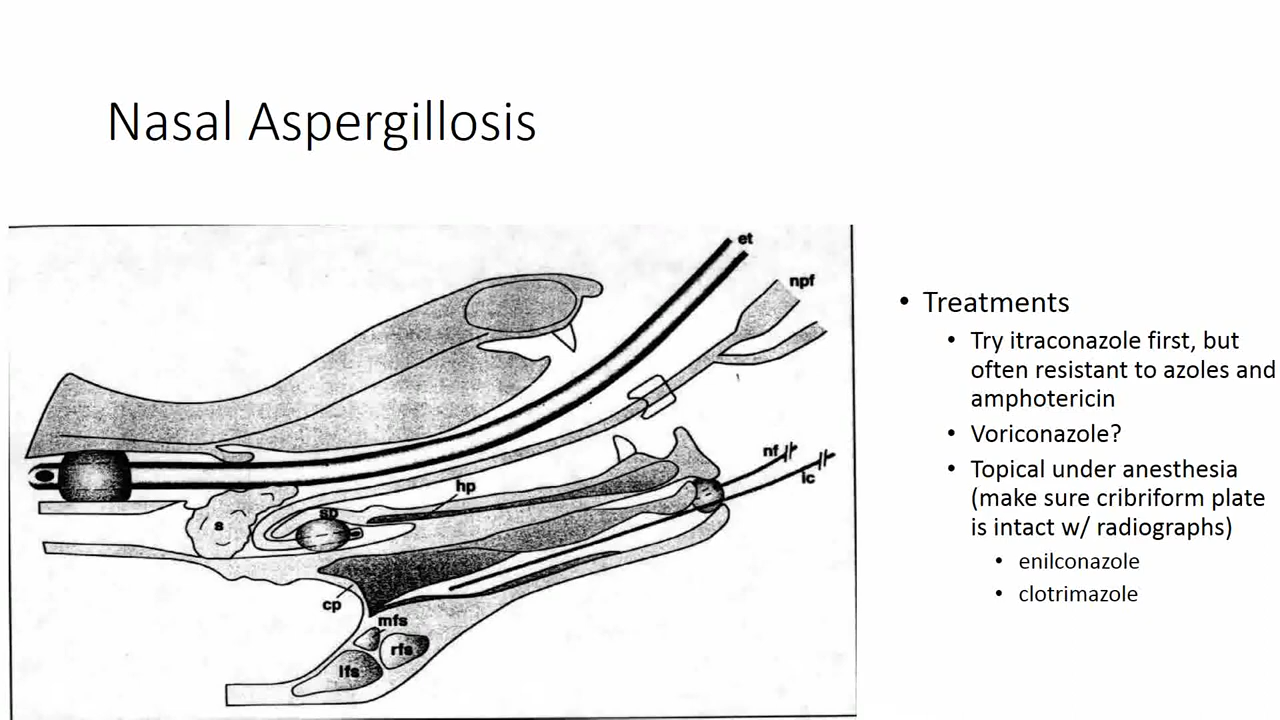 Nasal Aspergillosis
et
npf
nf
ic
hp
sp
s
cp
mfs
rfs
lfs
• Treatments
• Try itraconazole first, but
often resistant to azoles and
amphotericin
• Voriconazole?
• Topical under anesthesia
(make sure cribriform plate
is intact w/ radiographs)
• enilconazole
• clotrimazole